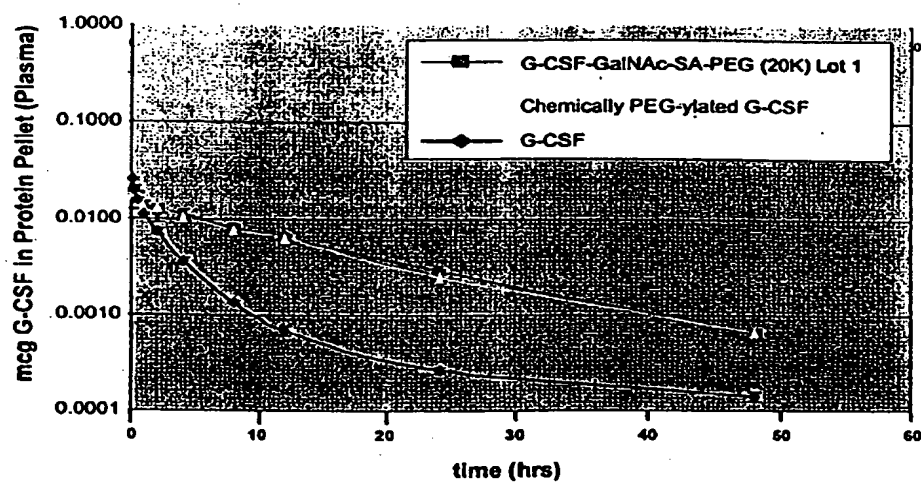 mcg G-CSF in Protein Pellet (Plasma)
1.0000
0.1000
0.0100
0.0010
0.0001
G-CSF-GalNAc-SA-PEG (20K) Lot 1
Chemically PEG-ylated G-CSF
G-CSF
0
10
20
30
40
50
60
time (hrs)